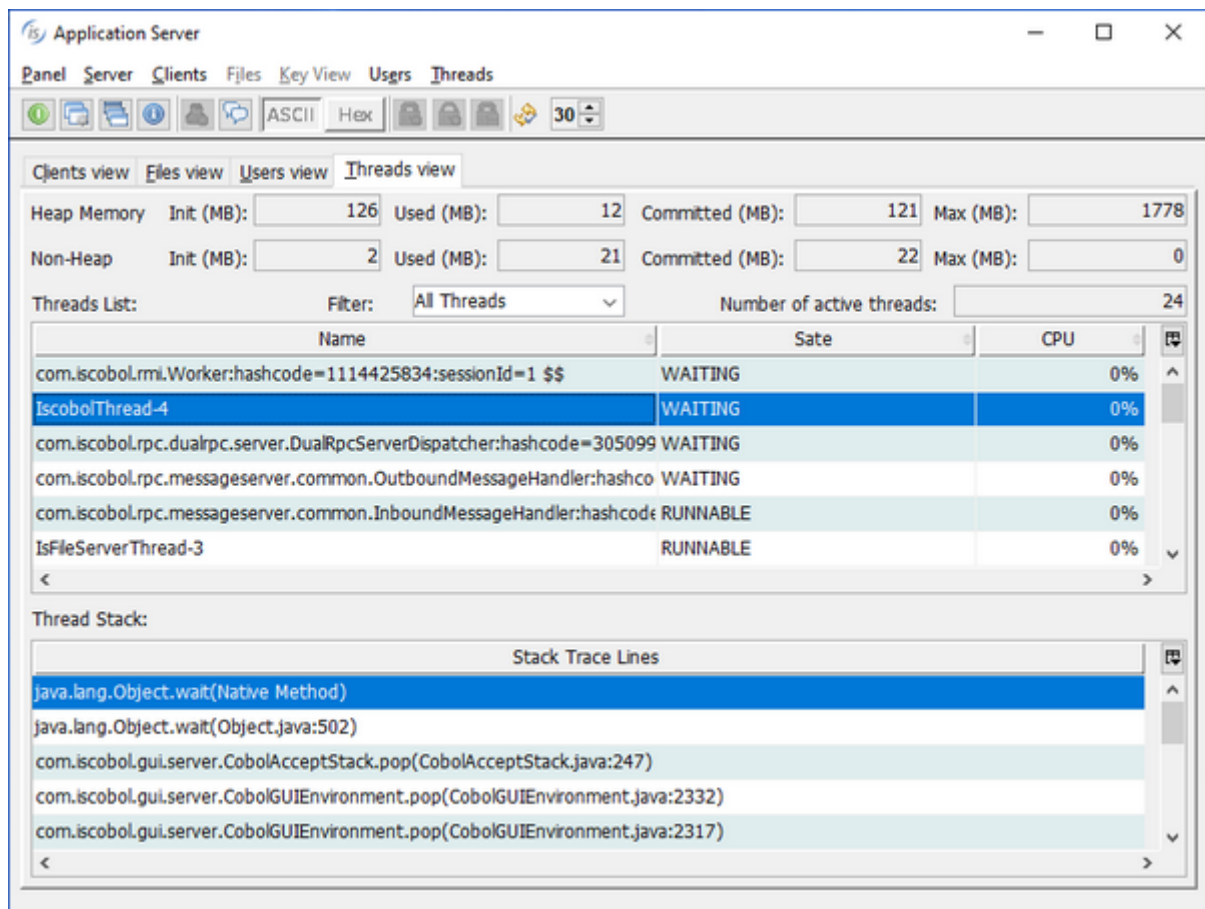 Application Server
Panel Server Clients Files Key View Users Threads
ASCII Hex 30
Clients view Files view Users view Threads view
Heap Memory Init (MB): 126 Used (MB): 12 Committed (MB): 121 Max (MB): 1778
Non-Heap Init (MB): 2 Used (MB): 21 Committed (MB): 22 Max (MB): 0
Threads List: Filter: All Threads Number of active threads: 24
Name Sate CPU
com.iscobol.rmi.Worker:hashcode=1114425834:sessionId=1 $$ WAITING 0%
IscobolThread-4 WAITING 0%
com.iscobol.rpc.dualrpc.server.DualRpcServerDispatcher:hashcode=305099 WAITING 0%
com.iscobol.rpc.messageserver.common.OutboundMessageHandler:hashco WAITING 0%
com.iscobol.rpc.messageserver.common.InboundMessageHandler:hashcode RUNNABLE 0%
IsFileServerThread-3 RUNNABLE 0%
Thread Stack:
Stack Trace Lines
java.lang.Object.wait(Native Method)
java.lang.Object.wait(Object.java:502)
com.iscobol.gui.server.CobolAcceptStack.pop(CobolAcceptStack.java:247)
com.iscobol.gui.server.CobolGUIEnvironment.pop(CobolGUIEnvironment.java:2332)
com.iscobol.gui.server.CobolGUIEnvironment.pop(CobolGUIEnvironment.java:2317)